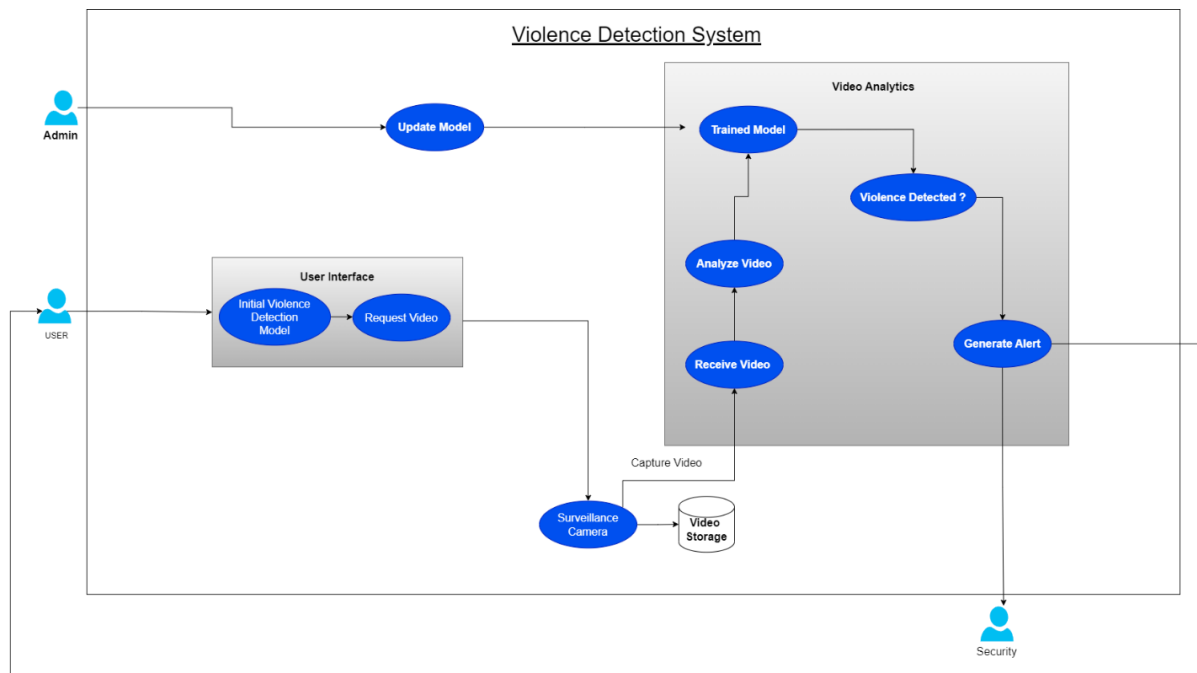 Violence Detection System
Video Analytics
Admin
Update Model
Trained Model
Violence Detected ?
User Interface
Initial Violence
Detection
Model
Request Video
Analyze Video
USER
Generate Alert
Receive Video
Capture Video
Surveillance
Camera
Video
Storage
Security